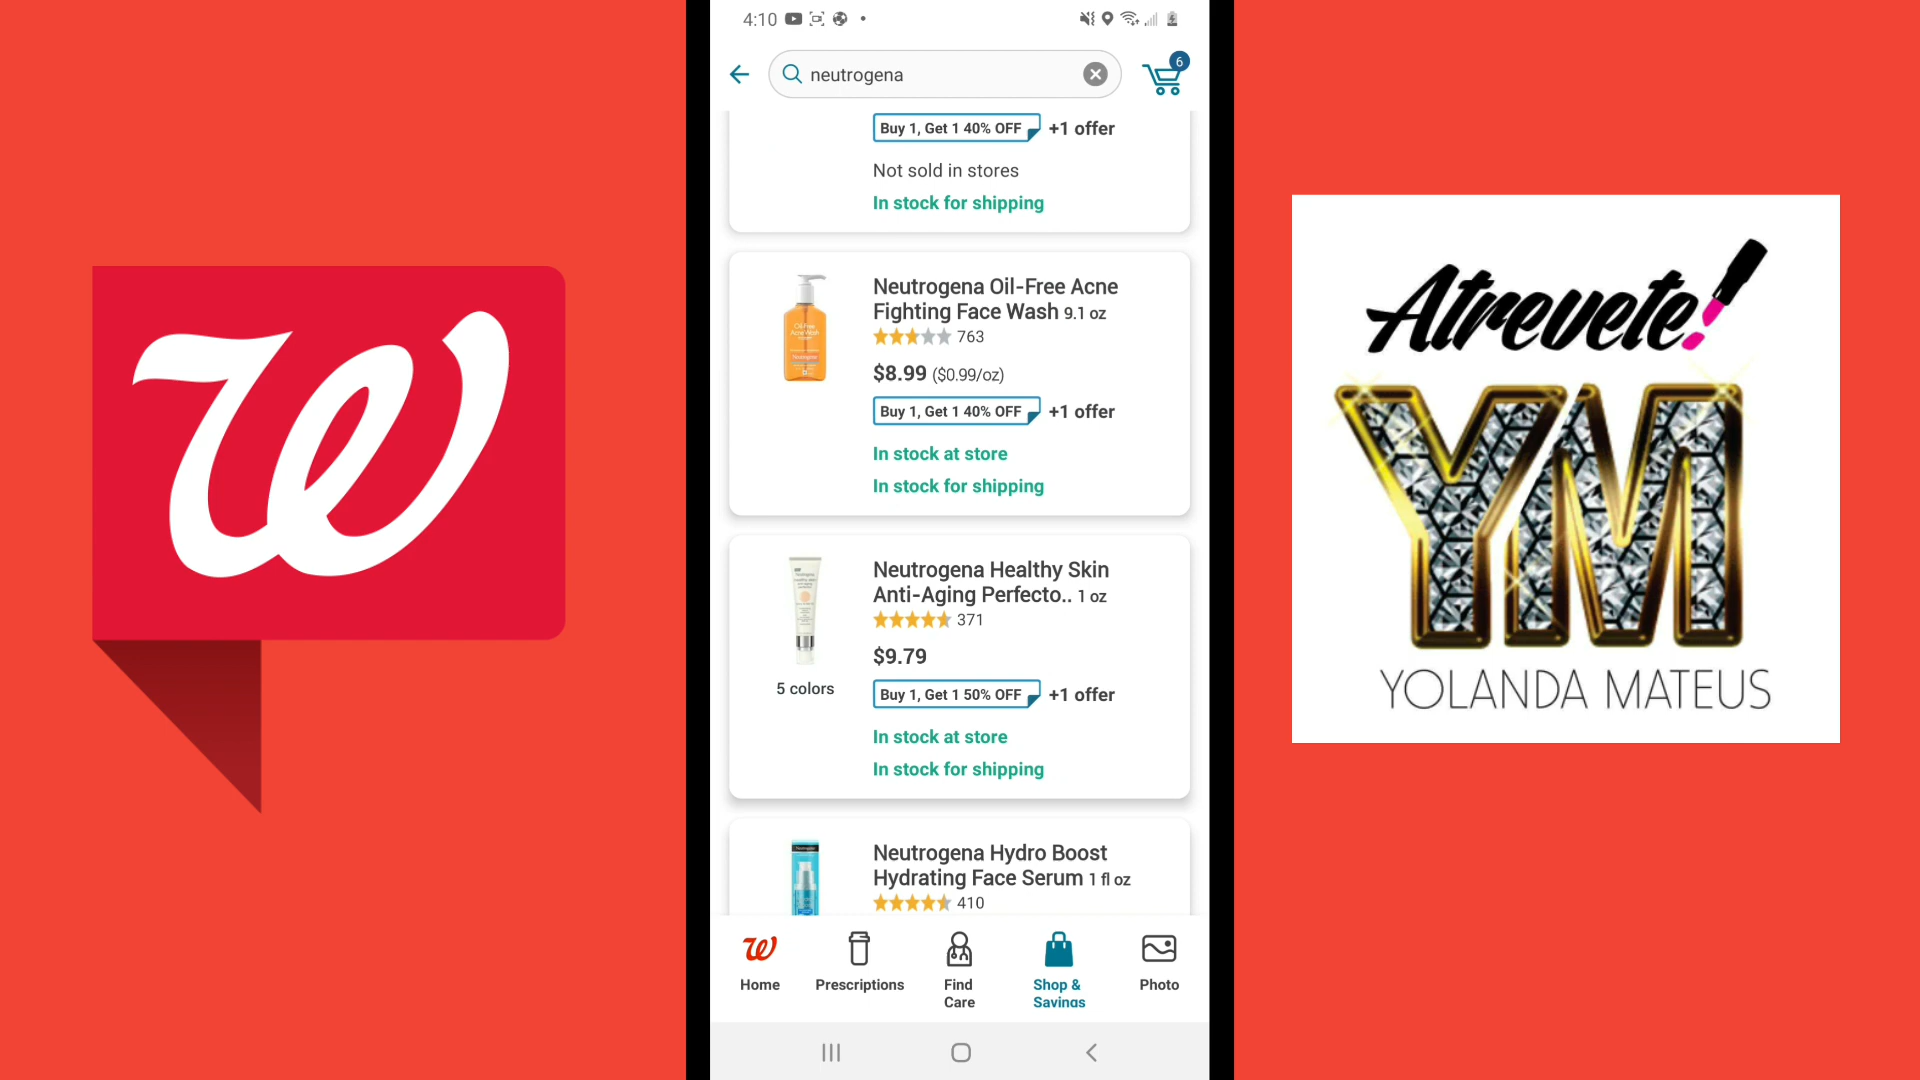 4:10
neutrogena
6
Buy 1, Get 1 40% OFF +1 offer
Not sold in stores
In stock for shipping
Neutrogena Oil-Free Acne
Fighting Face Wash 9.1 oz
763
$8.99 ($0.99/oz)
Buy 1, Get 1 40% OFF +1 offer
In stock at store
In stock for shipping
Neutrogena Healthy Skin
Anti-Aging Perfecto.. 1 oz
371
$9.79
5 colors
Buy 1, Get 1 50% OFF +1 offer
In stock at store
In stock for shipping
Neutrogena Hydro Boost
Hydrating Face Serum 1 fl oz
410
Home
Prescriptions
Find
Care
Shop &
Savings
Photo
W
Atrevete!
YM
YOLANDA MATEUS